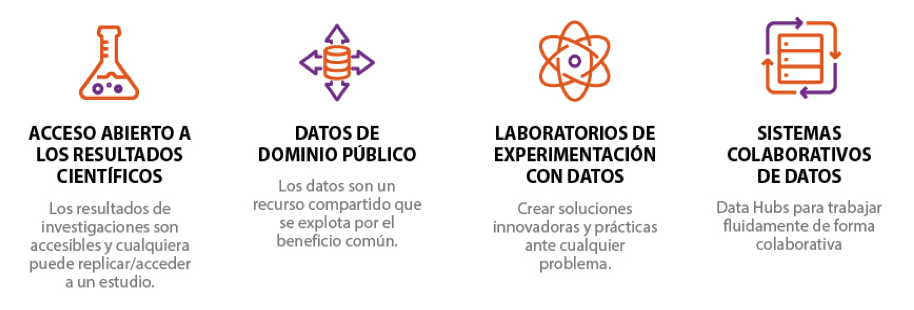 ACCESO ABIERTO A
LOS RESULTADOS
CIENTÍFICOS
Los resultados de
investigaciones son
accesibles y cualquiera
puede replicar/acceder
a un estudio.
DATOS DE
DOMINIO PÚBLICO
Los datos son un
recurso compartido que
se explota por el
beneficio común.
LABORATORIOS DE
EXPERIMENTACIÓN
CON DATOS
Crear soluciones
innovadoras y prácticas
ante cualquier
problema.
SISTEMAS
COLABORATIVOS
DE DATOS
Data Hubs para trabajar
fluidamente de forma
colaborativa